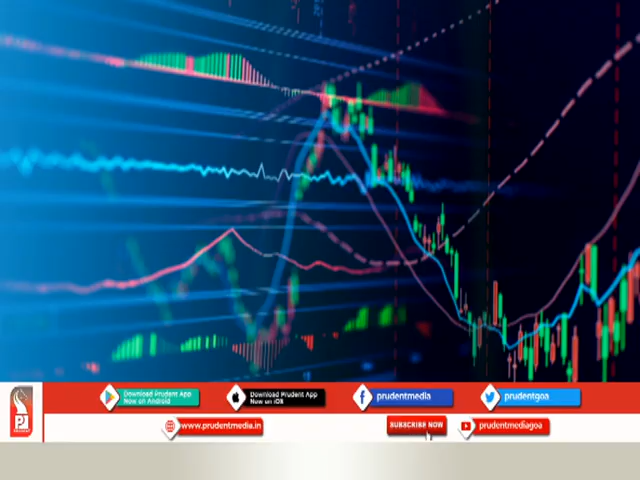 Download Prudent App
Now on Android
Download Prudent App
Now on iOS
prudentmedia
prudentgoa
PRUDENT
www.prudentmedia.in
SUBSCRIBE NOW
prudentmediagoa